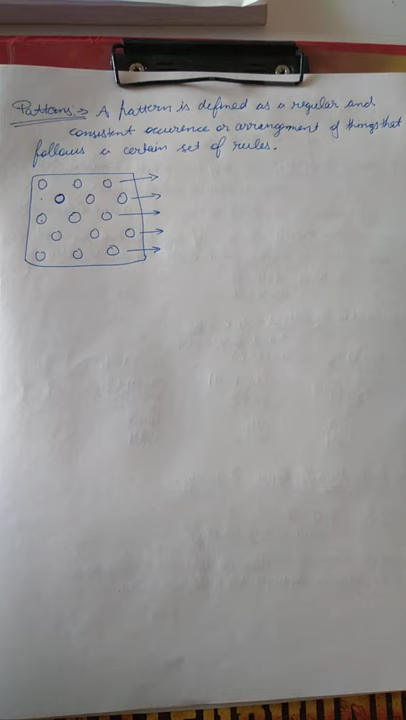 Patterns :⇒ A pattern is defined as a regular and
consistent occurence or arrangement of things that
follows a certain set of rules.